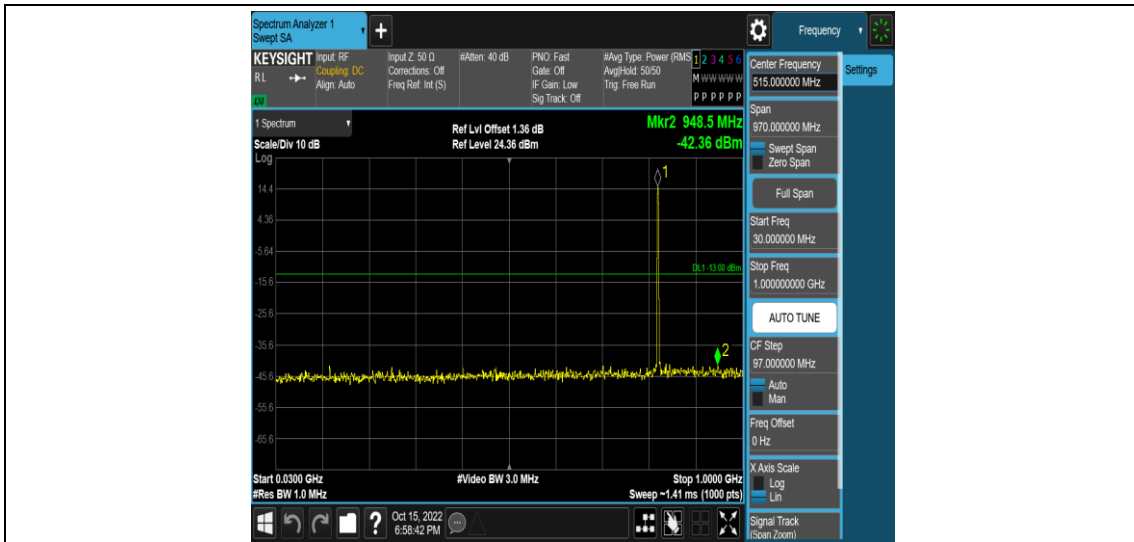 Spectrum Analyzer 1
Swept SA
+
Frequency
KEYSIGHT
RL
LXI
Input: RF
Coupling: DC
Align: Auto
Input Z: 50 Ω
Corrections: Off
Freq Ref: Int (S)
#Atten: 40 dB
PNO: Fast
Gate: Off
IF Gain: Low
Sig Track: Off
#Avg Type: Power (RMS
Avg|Hold: 50/50
Trig: Free Run
1 2 3 4 5 6
M W W W W W
P P P P P P
Center Frequency
515.000000 MHz
Settings
Span
970.000000 MHz
Swept Span
Zero Span
Full Span
Start Freq
30.000000 MHz
Stop Freq
1.000000000 GHz
AUTO TUNE
CF Step
97.000000 MHz
Auto
Man
Freq Offset
0 Hz
X Axis Scale
Log
Lin
Signal Track
(Span Zoom)
1 Spectrum
Scale/Div 10 dB
Log
Ref Lvl Offset 1.36 dB
Ref Level 24.36 dBm
Mkr2 948.5 MHz
-42.36 dBm
1
14.4
4.36
-5.64
DL1 -13.00 dBm
-15.6
-25.6
-35.6
2
-45.6
-55.6
-65.6
Start 0.0300 GHz
#Res BW 1.0 MHz
#Video BW 3.0 MHz
Stop 1.0000 GHz
Sweep ~1.41 ms (1000 pts)
?
Oct 15, 2022
6:58:42 PM